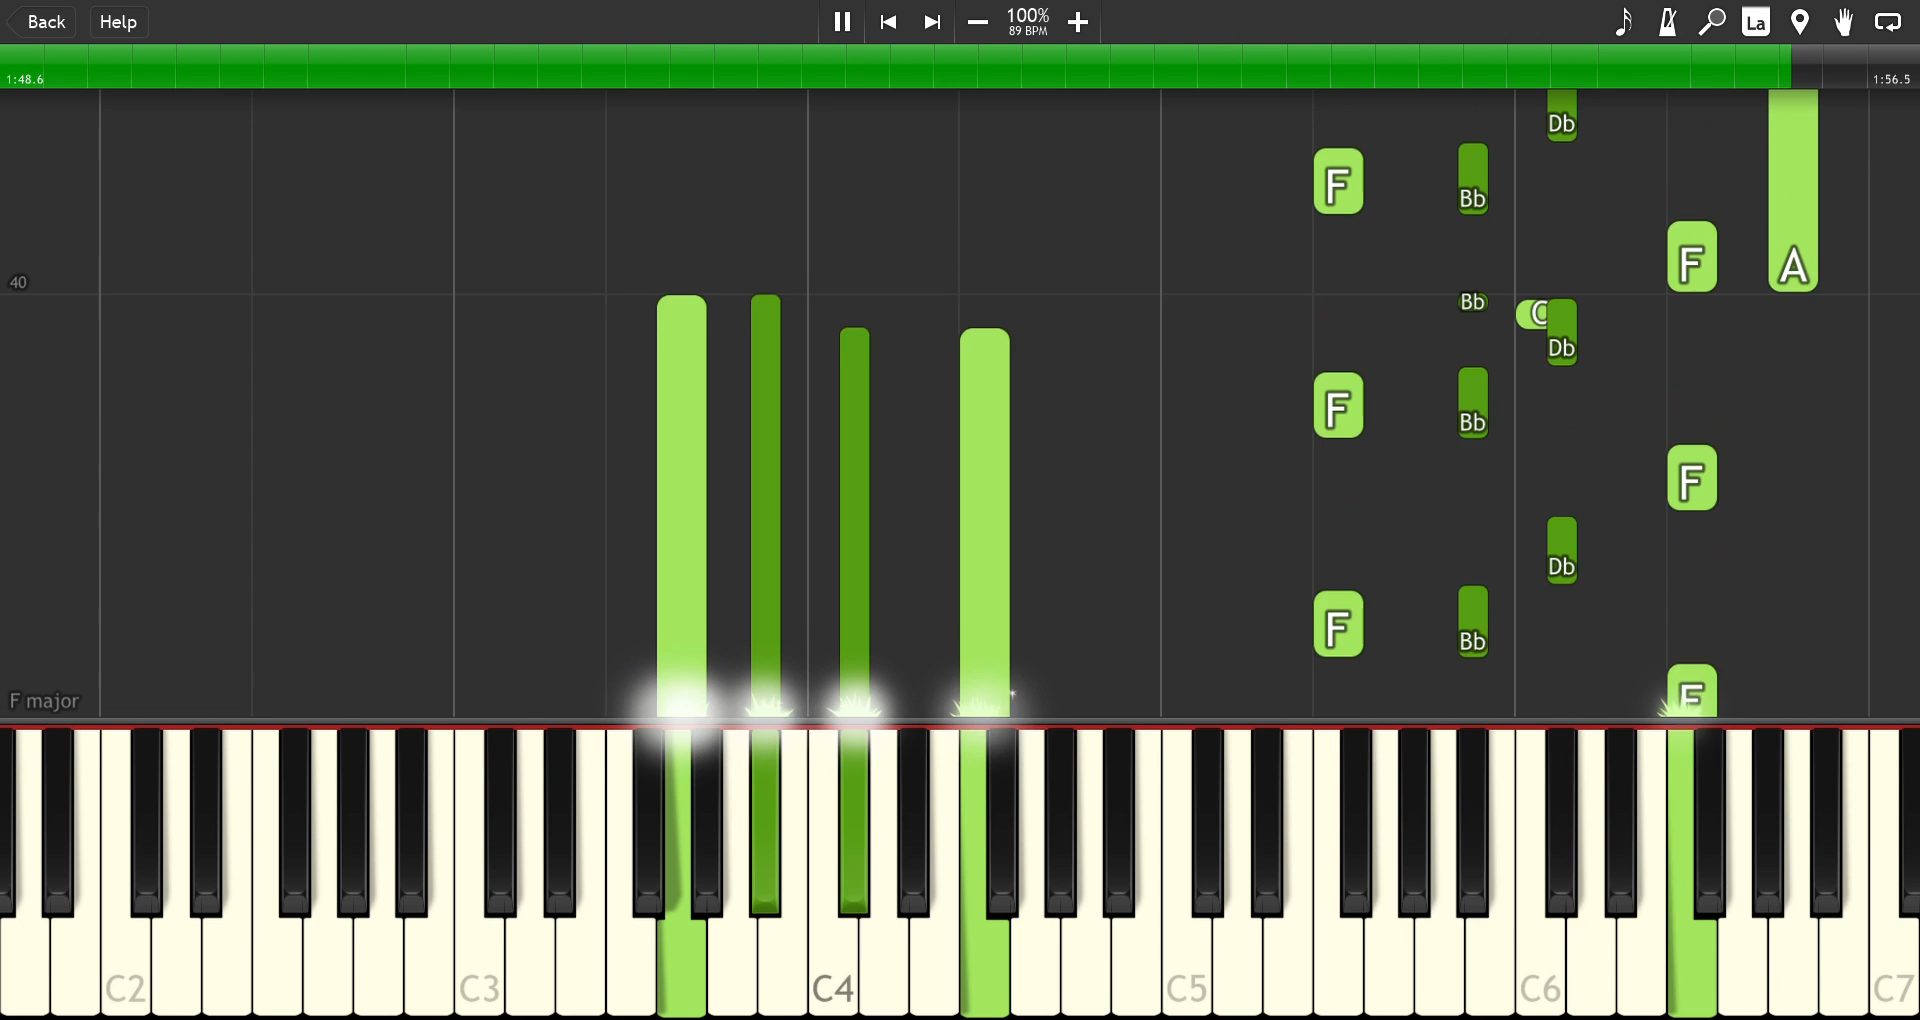 Back
Help
100%
89 BPM
La
1:48.6
1:56.5
Db
F
Bb
F
A
40
Bb
C
Db
F
Bb
F
Db
F
Bb
F
F major
C2
C3
C4
C5
C6
C7